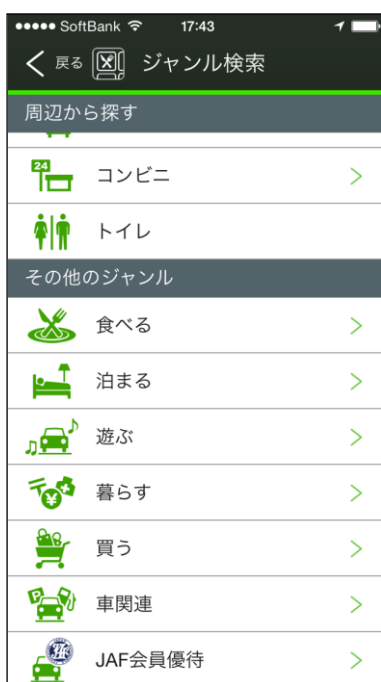 SoftBank 17:43
戻る ジャンル検索
周辺から探す
24
コンビニ
トイレ
その他のジャンル
食べる
泊まる
遊ぶ
¥
暮らす
買う
P
車関連
JAF会員優待